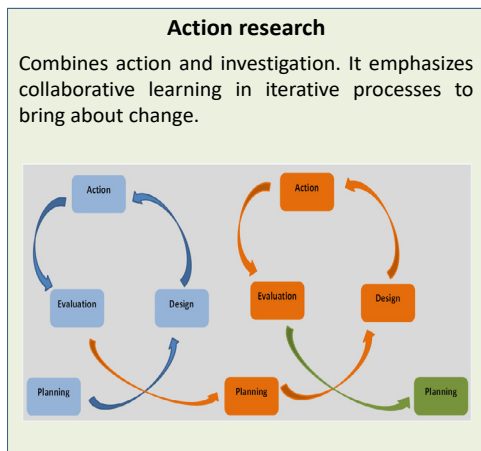 Action research
Combines action and investigation. It emphasizes
collaborative learning in iterative processes to
bring about change.
Action
Action
Evaluation
Design
Evaluation
Design
Planning
Planning
Planning